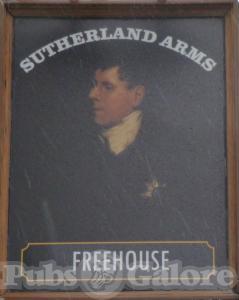 SUTHERLAND ARMS
FREEHOUSE
Pubs Galore